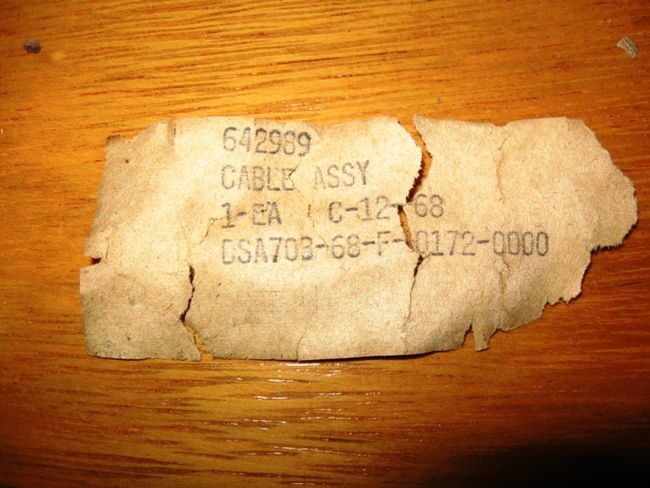 642989
CABLE ASSY
1-EA C-12-68
DSA703-68-F-0172-0000